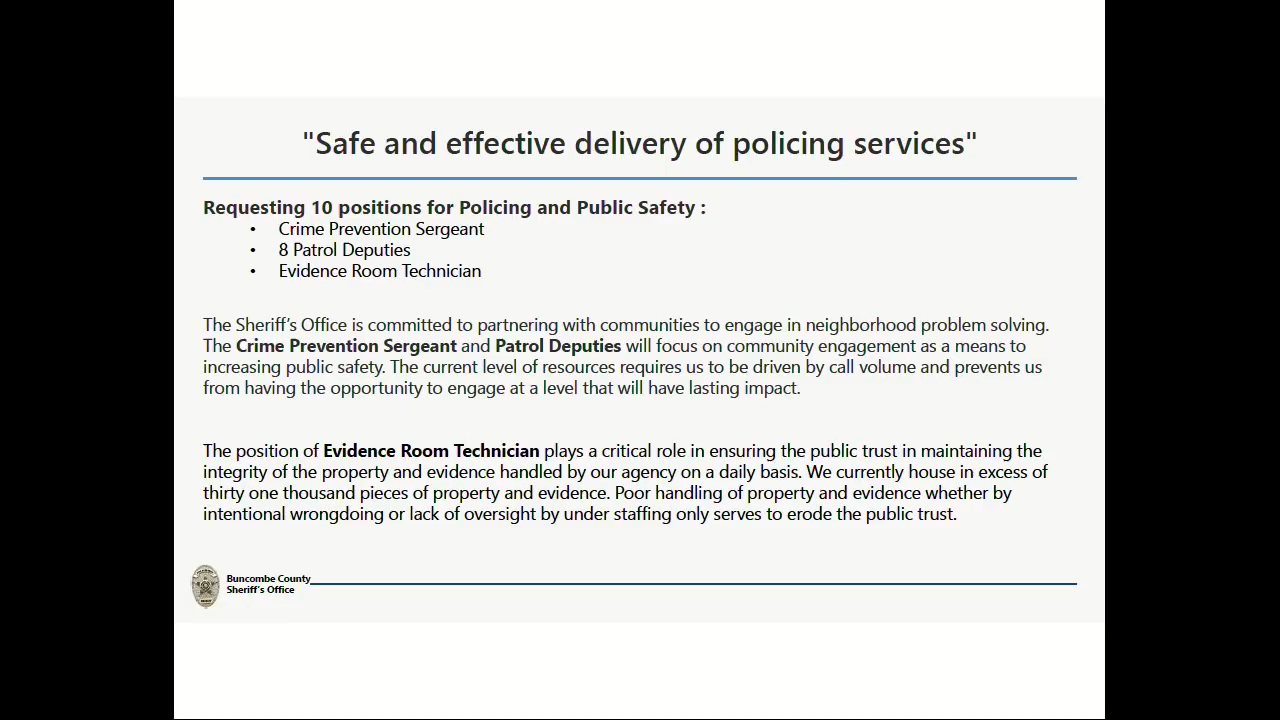 "Safe and effective delivery of policing services"
Requesting 10 positions for Policing and Public Safety :
• Crime Prevention Sergeant
• 8 Patrol Deputies
• Evidence Room Technician
The Sheriff's Office is committed to partnering with communities to engage in neighborhood problem solving.
The Crime Prevention Sergeant and Patrol Deputies will focus on community engagement as a means to
increasing public safety. The current level of resources requires us to be driven by call volume and prevents us
from having the opportunity to engage at a level that will have lasting impact.
The position of Evidence Room Technician plays a critical role in ensuring the public trust in maintaining the
integrity of the property and evidence handled by our agency on a daily basis. We currently house in excess of
thirty one thousand pieces of property and evidence. Poor handling of property and evidence whether by
intentional wrongdoing or lack of oversight by under staffing only serves to erode the public trust.
Buncombe County
Sheriff's Office